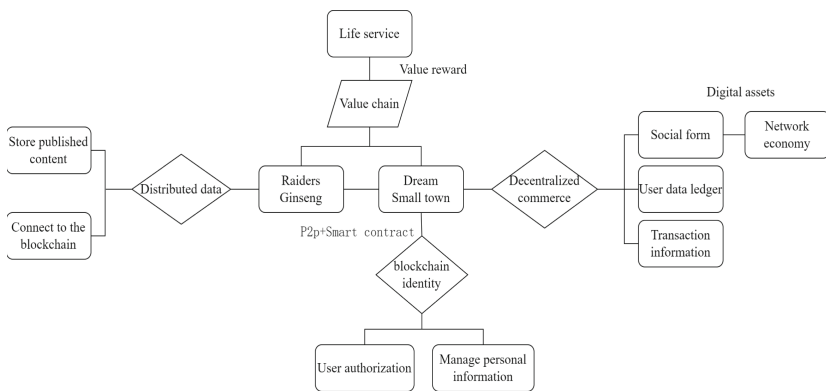 Life service
Value reward
Value chain
Digital assets
Store published
content
Social form
Network
economy
Distributed data
Raiders
Ginseng
Dream
Small town
Decentralized
commerce
User data ledger
Connect to the
blockchain
P2p+Smart contract
Transaction
information
blockchain
identity
User authorization
Manage personal
information